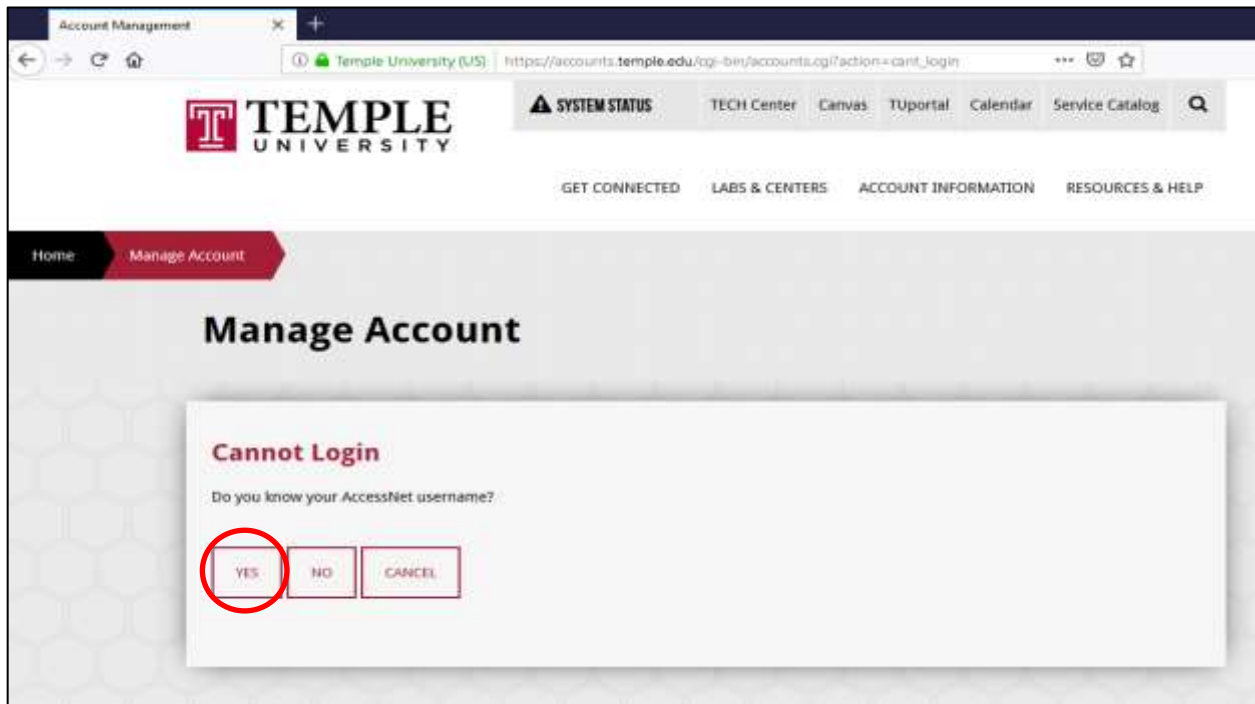 Account Management
Temple University (US) https://accounts.temple.edu/cgi-bin/accounts.cgi?action=cant_login
TEMPLE
UNIVERSITY
SYSTEM STATUS TECH Center Canvas TUportal Calendar Service Catalog
GET CONNECTED LABS & CENTERS ACCOUNT INFORMATION RESOURCES & HELP
Home Manage Account
Manage Account
Cannot Login
Do you know your AccessNet username?
YES NO CANCEL